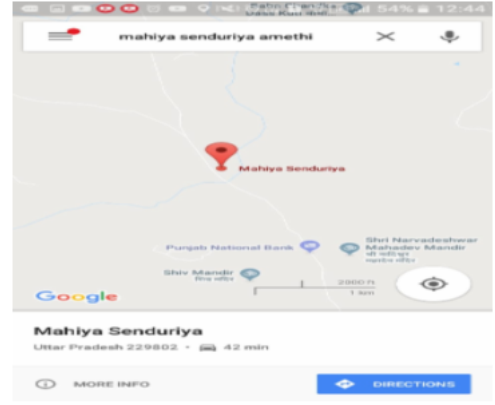 54% 12:44
mahiya senduriya amethi
Mahiya Senduriya
Punjab National Bank
Shri Narvadeshwar
Mahadev Mandir
Shiv Mandir
शिव मंदिर
2000 ft
1 km
Google
Mahiya Senduriya
Uttar Pradesh 229802 · 42 min
MORE INFO
DIRECTIONS